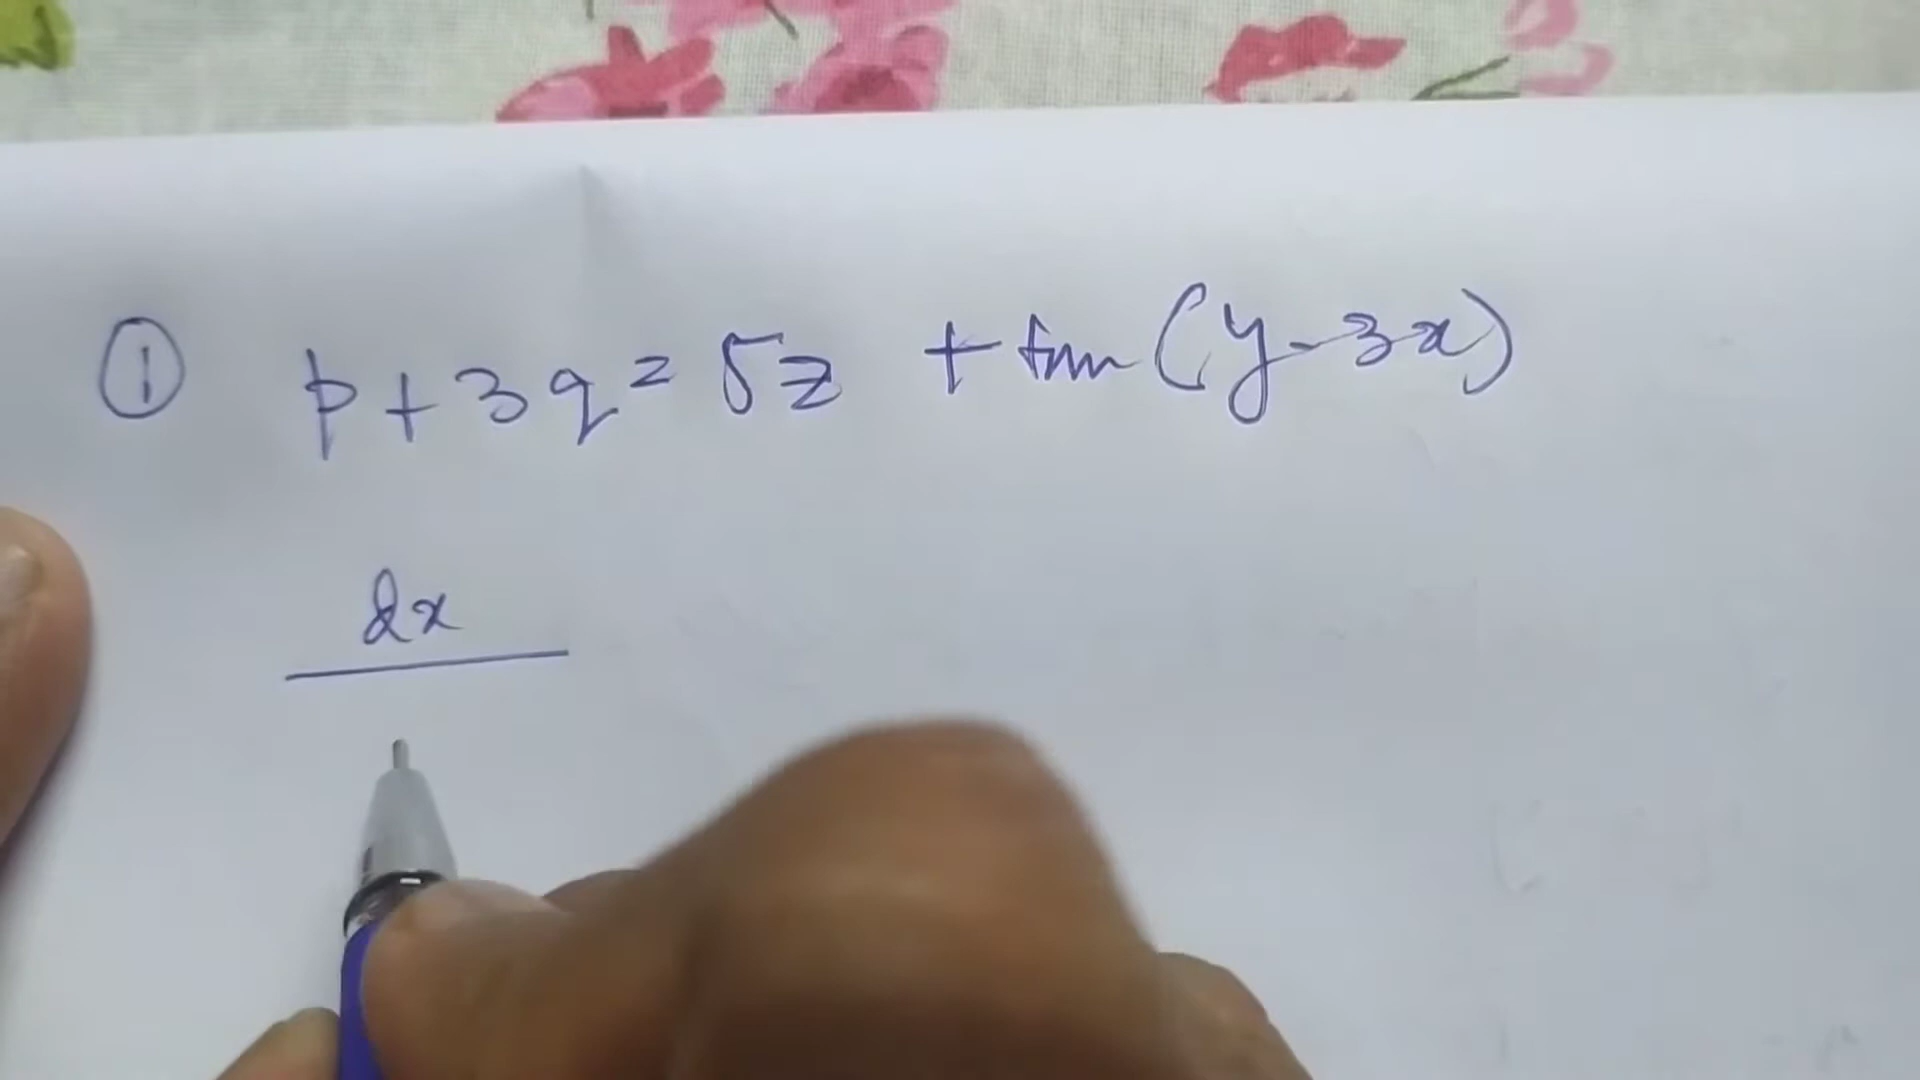 ① p+3q=5z +tan(y-3x)
dx